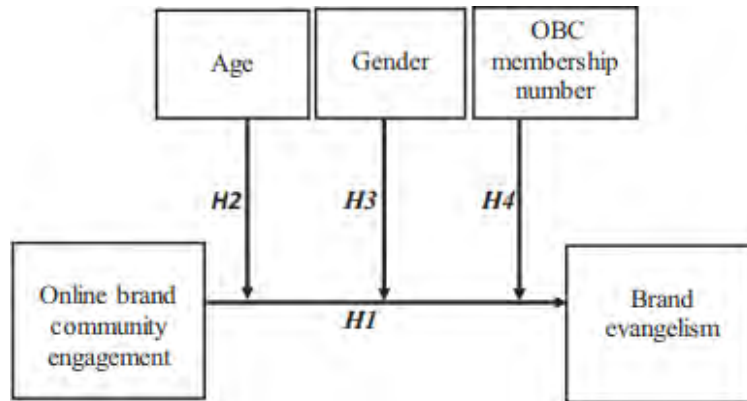 Age
Gender
OBC
membership
number
H2
H3
H4
Online brand
community
engagement
H1
Brand
evangelism